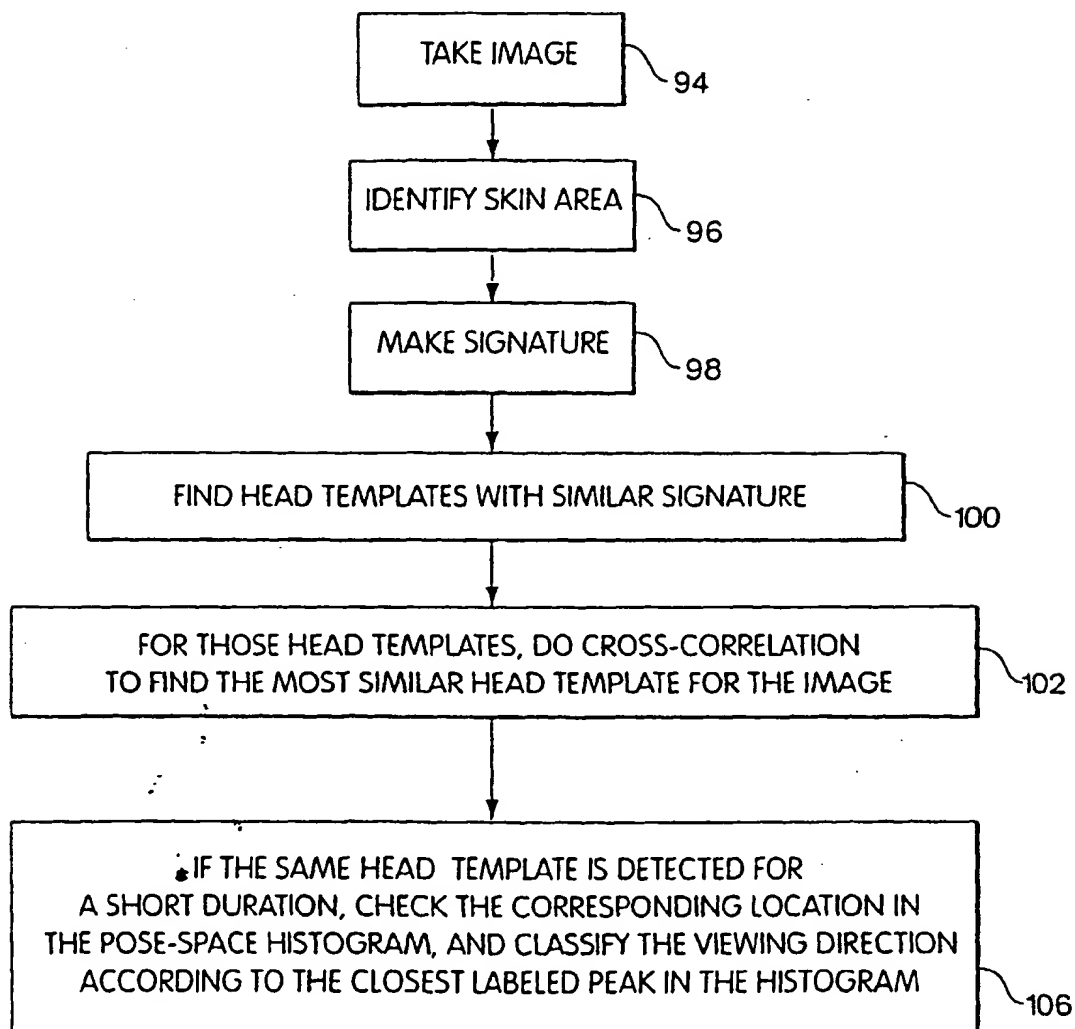 TAKE IMAGE
94
IDENTIFY SKIN AREA
96
MAKE SIGNATURE
98
FIND HEAD TEMPLATES WITH SIMILAR SIGNATURE
100
FOR THOSE HEAD TEMPLATES, DO CROSS-CORRELATION
TO FIND THE MOST SIMILAR HEAD TEMPLATE FOR THE IMAGE
102
IF THE SAME HEAD TEMPLATE IS DETECTED FOR
A SHORT DURATION, CHECK THE CORRESPONDING LOCATION IN
THE POSE-SPACE HISTOGRAM, AND CLASSIFY THE VIEWING DIRECTION
ACCORDING TO THE CLOSEST LABELED PEAK IN THE HISTOGRAM
106